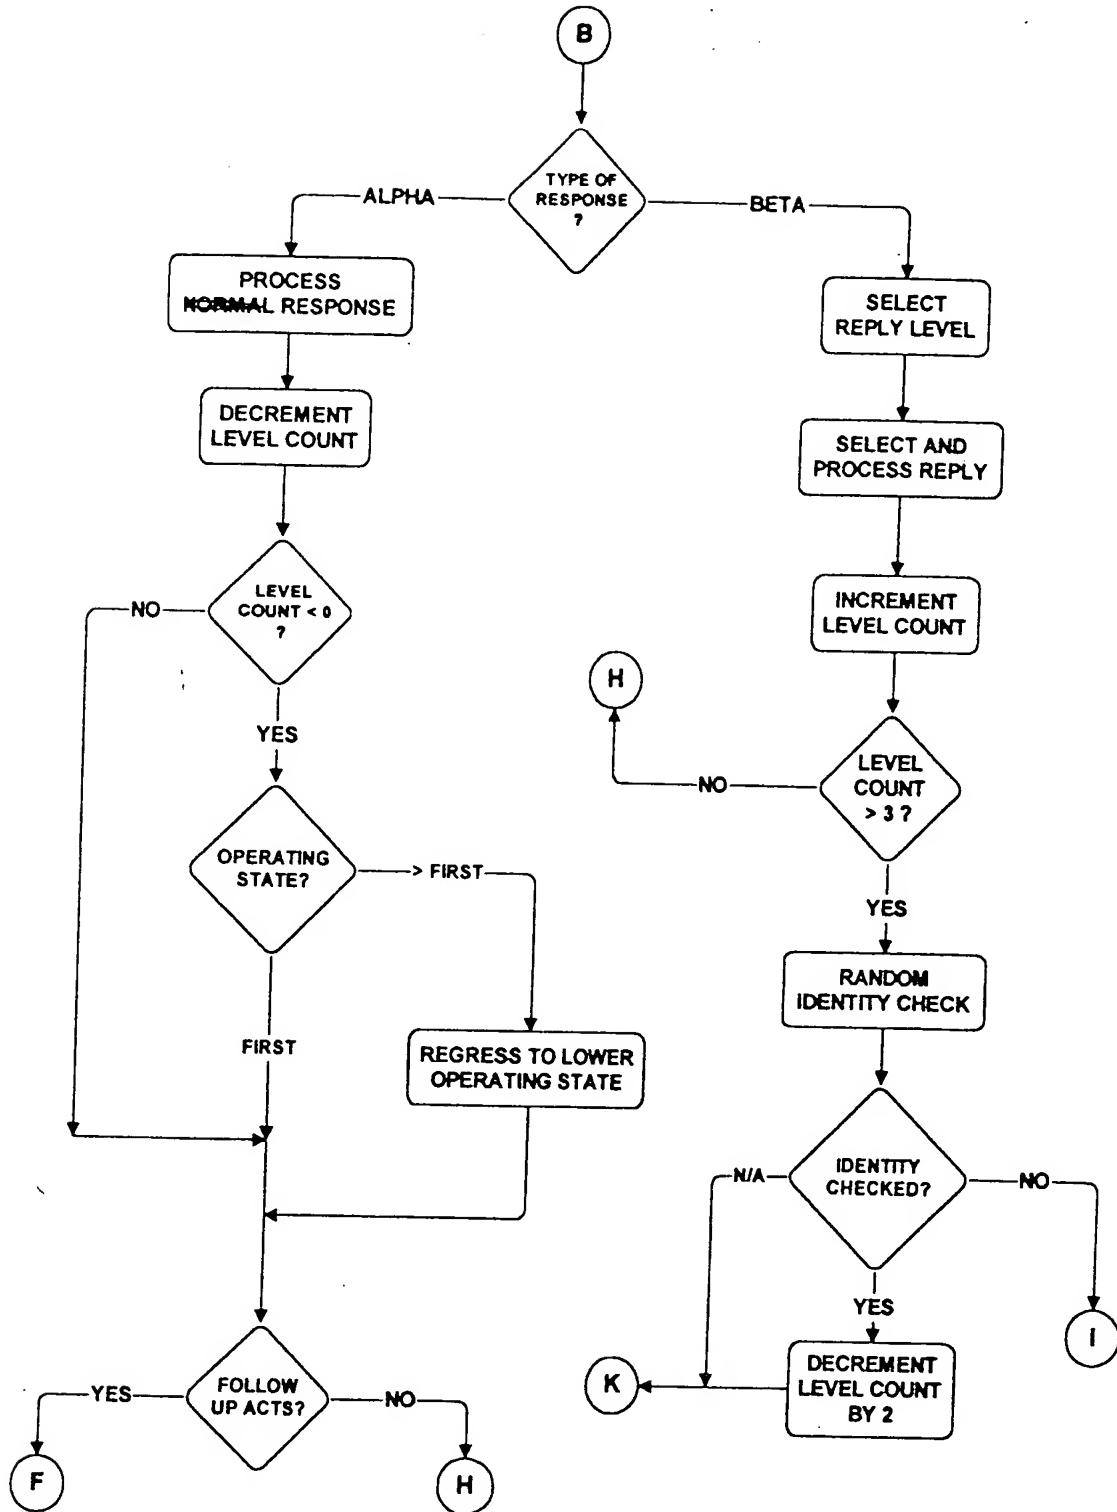 B
TYPE OF
RESPONSE
?
ALPHA
BETA
PROCESS
NORMAL RESPONSE
DECREMENT
LEVEL COUNT
LEVEL
COUNT < 0
?
NO
YES
OPERATING
STATE?
> FIRST
FIRST
REGRESS TO LOWER
OPERATING STATE
FOLLOW
UP ACTS?
YES
NO
F
H
SELECT
REPLY LEVEL
SELECT AND
PROCESS REPLY
INCREMENT
LEVEL COUNT
LEVEL
COUNT
> 3 ?
NO
H
YES
RANDOM
IDENTITY CHECK
IDENTITY
CHECKED?
N/A
NO
YES
I
DECREMENT
LEVEL COUNT
BY 2
K